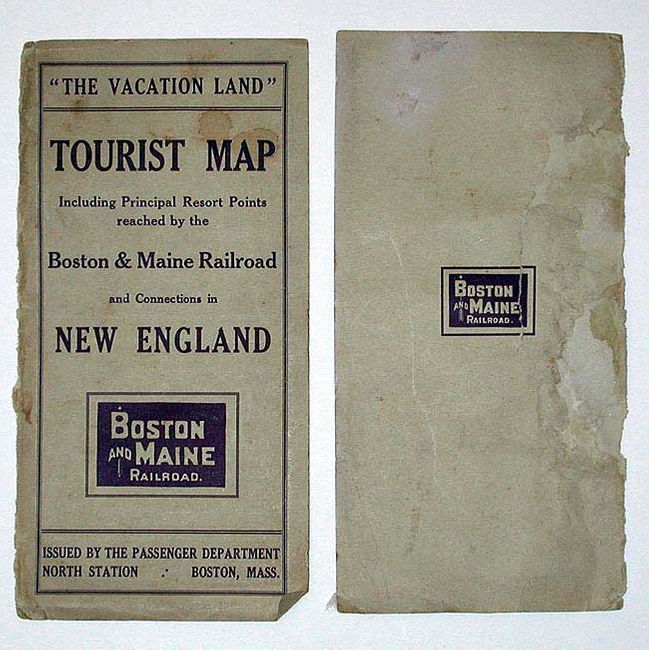 "THE VACATION LAND"
TOURIST MAP
Including Principal Resort Points
reached by the
Boston & Maine Railroad
and Connections in
NEW ENGLAND
BOSTON
AND MAINE
RAILROAD.
ISSUED BY THE PASSENGER DEPARTMENT
NORTH STATION .·. BOSTON, MASS.
BOSTON
AND MAINE
RAILROAD.